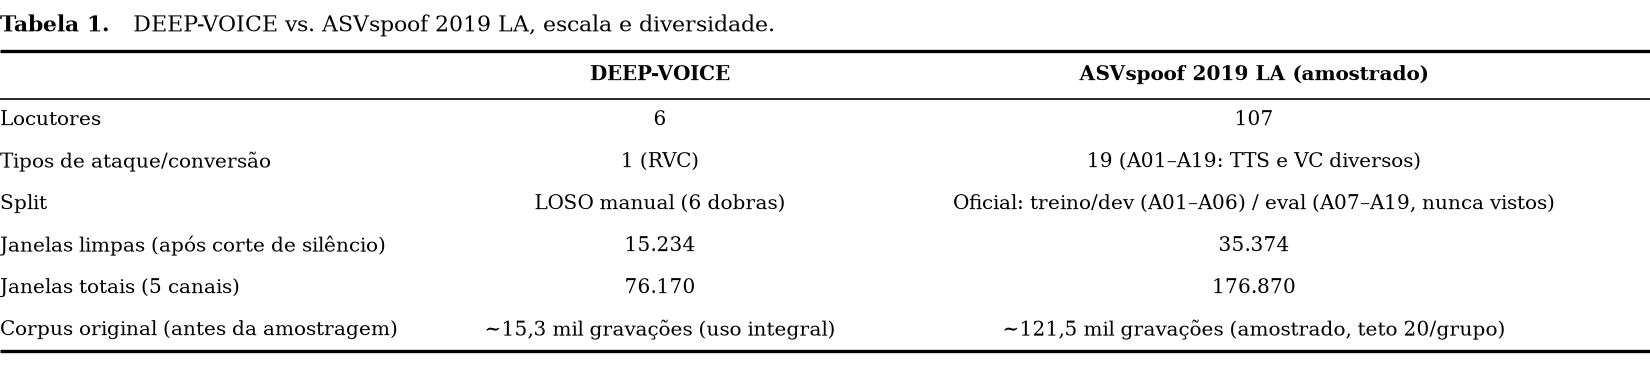 Tabela 1. DEEP-VOICE vs. ASVspoof 2019 LA, escala e diversidade.
DEEP-VOICE ASVspoof 2019 LA (amostrado)
Locutores 6 107
Tipos de ataque/conversão 1 (RVC) 19 (A01–A19: TTS e VC diversos)
Split LOSO manual (6 dobras) Oficial: treino/dev (A01–A06) / eval (A07–A19, nunca vistos)
Janelas limpas (após corte de silêncio) 15.234 35.374
Janelas totais (5 canais) 76.170 176.870
Corpus original (antes da amostragem) ~15,3 mil gravações (uso integral) ~121,5 mil gravações (amostrado, teto 20/grupo)